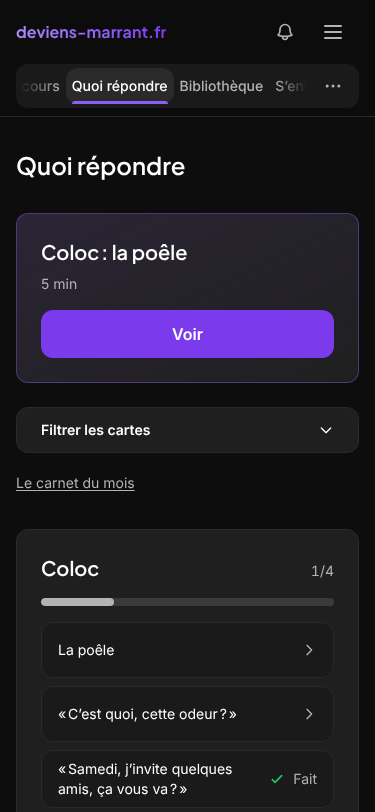 deviens-marrant.fr
cours Quoi répondre Bibliothèque S'en
Quoi répondre
Coloc : la poêle
5 min
Voir
Filtrer les cartes
Le carnet du mois
Coloc 1/4
La poêle
« C'est quoi, cette odeur ? »
« Samedi, j'invite quelques
amis, ça vous va ? »
Fait